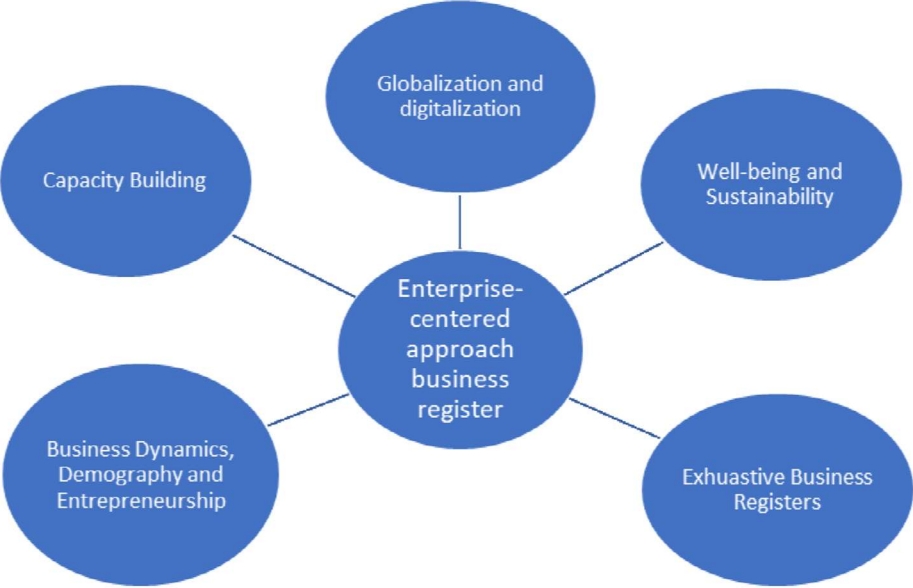 Globalization and
digitalization
Capacity Building
Well-being and
Sustainability
Enterprise-
centered
approach
business
register
Business Dynamics,
Demography and
Entrepreneurship
Exhuastive Business
Registers